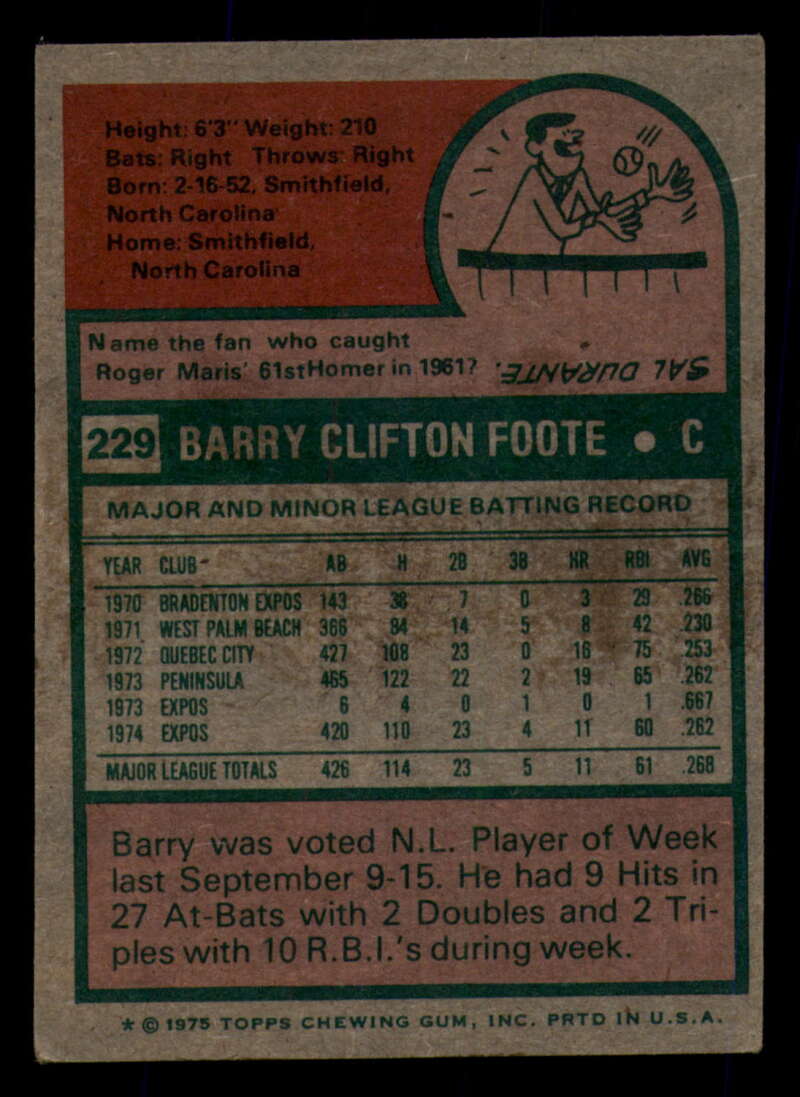 Height: 6'3" Weight: 210
Bats: Right Throws: Right
Born: 2-16-52, Smithfield,
North Carolina
Home: Smithfield,
North Carolina
Name the fan who caught
Roger Maris' 61st Homer in 1961?
SAL DURANTE.
229 BARRY CLIFTON FOOTE • C
MAJOR AND MINOR LEAGUE BATTING RECORD
YEAR CLUB AB H 2B 3B HR RBI AVG
1970 BRADENTON EXPOS 143 38 7 0 3 29 .266
1971 WEST PALM BEACH 366 84 14 5 8 42 .230
1972 QUEBEC CITY 427 108 23 0 16 75 .253
1973 PENINSULA 465 122 22 2 19 65 .262
1973 EXPOS 6 4 0 1 0 1 .667
1974 EXPOS 420 110 23 4 11 60 .262
MAJOR LEAGUE TOTALS 426 114 23 5 11 61 .268
Barry was voted N.L. Player of Week
last September 9-15. He had 9 Hits in
27 At-Bats with 2 Doubles and 2 Tri-
ples with 10 R.B.I.'s during week.
* © 1975 TOPPS CHEWING GUM, INC. PRTD IN U.S.A.